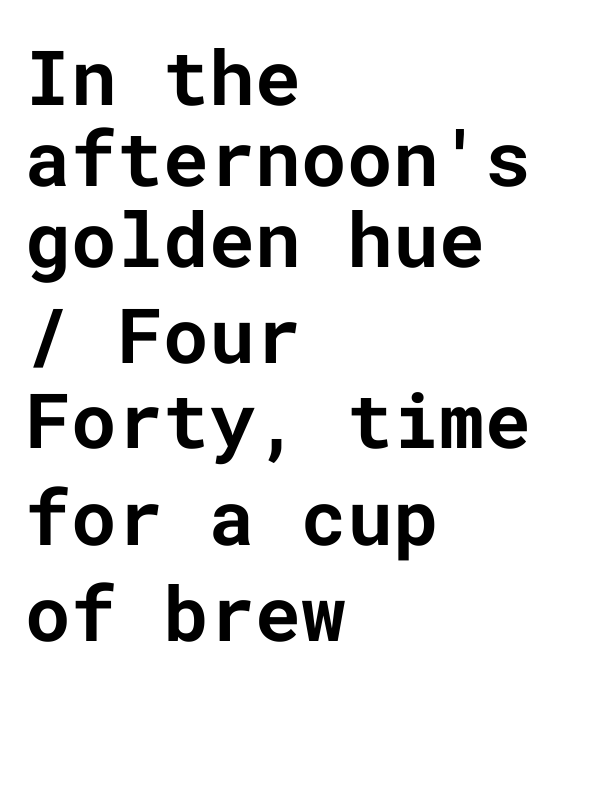 In the
afternoon's
golden hue
/ Four
Forty, time
for a cup
of brew